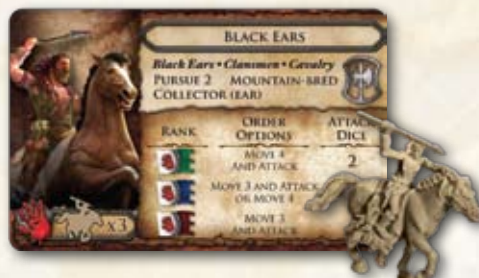 BLACK EARS
Black Ears • Clansmen • Cavalry
PURSUE 2 MOUNTAIN-BRED
COLLECTOR (EAR)
RANK ORDER OPTIONS ATTACK DICE
MOVE 4 AND ATTACK 2
MOVE 3 AND ATTACK OR MOVE 4
MOVE 3 AND ATTACK
x3